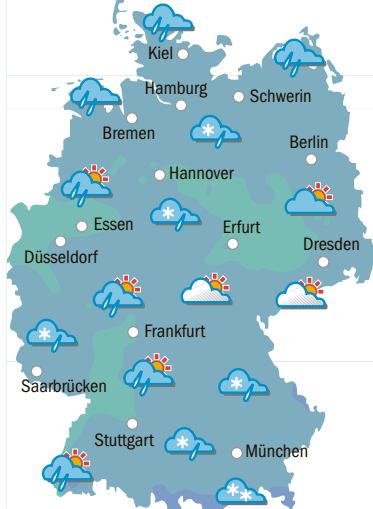 Kiel
Hamburg
Schwerin
Bremen
Berlin
Hannover
Essen
Erfurt
Düsseldorf
Dresden
Frankfurt
Saarbrücken
Stuttgart
München